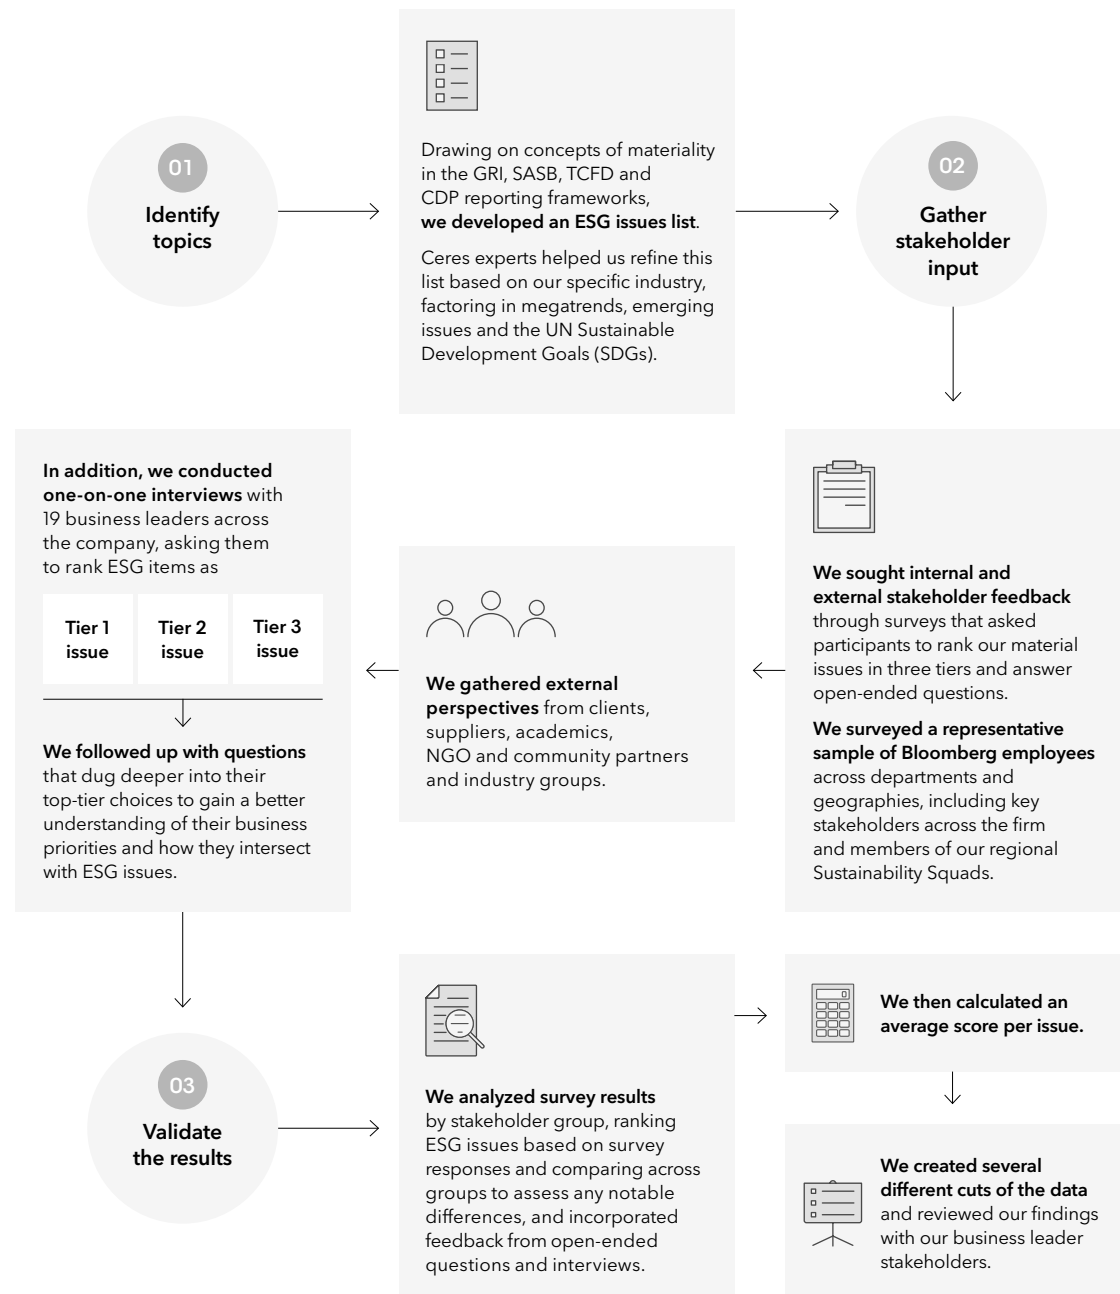 01
Identify
topics
Drawing on concepts of materiality
in the GRI, SASB, TCFD and
CDP reporting frameworks,
we developed an ESG issues list.
Ceres experts helped us refine this
list based on our specific industry,
factoring in megatrends, emerging
issues and the UN Sustainable
Development Goals (SDGs).
02
Gather
stakeholder
input
We sought internal and
external stakeholder feedback
through surveys that asked
participants to rank our material
issues in three tiers and answer
open-ended questions.
We surveyed a representative
sample of Bloomberg employees
across departments and
geographies, including key
stakeholders across the firm
and members of our regional
Sustainability Squads.
We gathered external
perspectives from clients,
suppliers, academics,
NGO and community partners
and industry groups.
In addition, we conducted
one-on-one interviews with
19 business leaders across
the company, asking them
to rank ESG items as
Tier 1
issue
Tier 2
issue
Tier 3
issue
We followed up with questions
that dug deeper into their
top-tier choices to gain a better
understanding of their business
priorities and how they intersect
with ESG issues.
03
Validate
the results
We analyzed survey results
by stakeholder group, ranking
ESG issues based on survey
responses and comparing across
groups to assess any notable
differences, and incorporated
feedback from open-ended
questions and interviews.
We then calculated an
average score per issue.
We created several
different cuts of the data
and reviewed our findings
with our business leader
stakeholders.